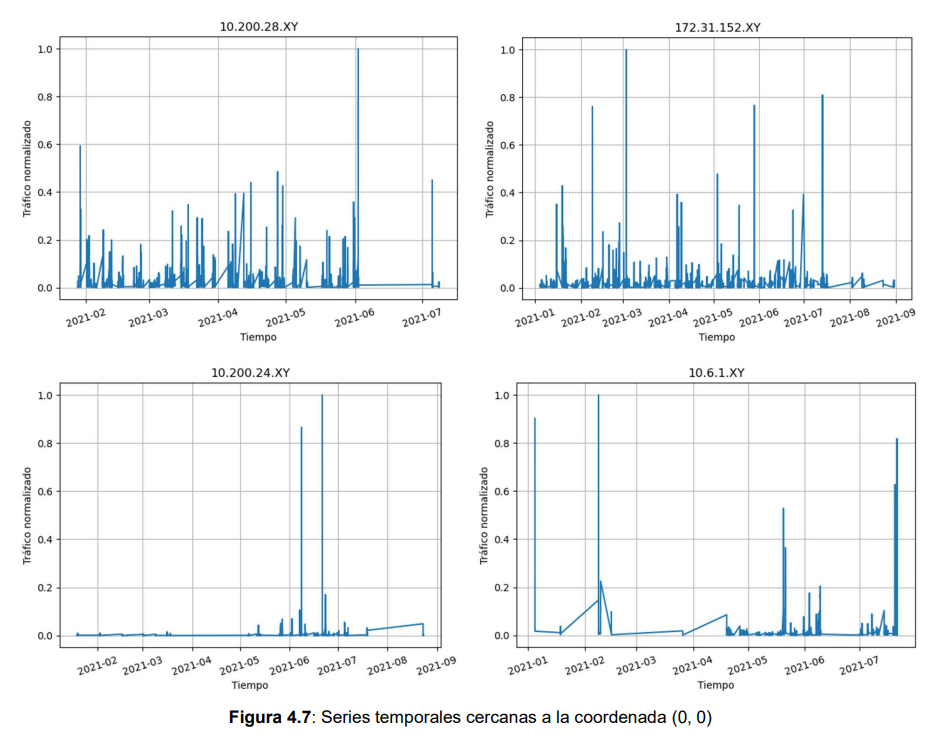 10.200.28.XY
1.0
0.8
0.6
0.4
0.2
0.0
Tráfico normalizado
2021-02 2021-03 2021-04 2021-05 2021-06 2021-07
Tiempo
172.31.152.XY
1.0
0.8
0.6
0.4
0.2
0.0
Tráfico normalizado
2021-01 2021-02 2021-03 2021-04 2021-05 2021-06 2021-07 2021-08 2021-09
Tiempo
10.200.24.XY
1.0
0.8
0.6
0.4
0.2
0.0
Tráfico normalizado
2021-02 2021-03 2021-04 2021-05 2021-06 2021-07 2021-08 2021-09
Tiempo
10.6.1.XY
1.0
0.8
0.6
0.4
0.2
0.0
Tráfico normalizado
2021-01 2021-02 2021-03 2021-04 2021-05 2021-06 2021-07
Tiempo
Figura 4.7: Series temporales cercanas a la coordenada (0, 0)